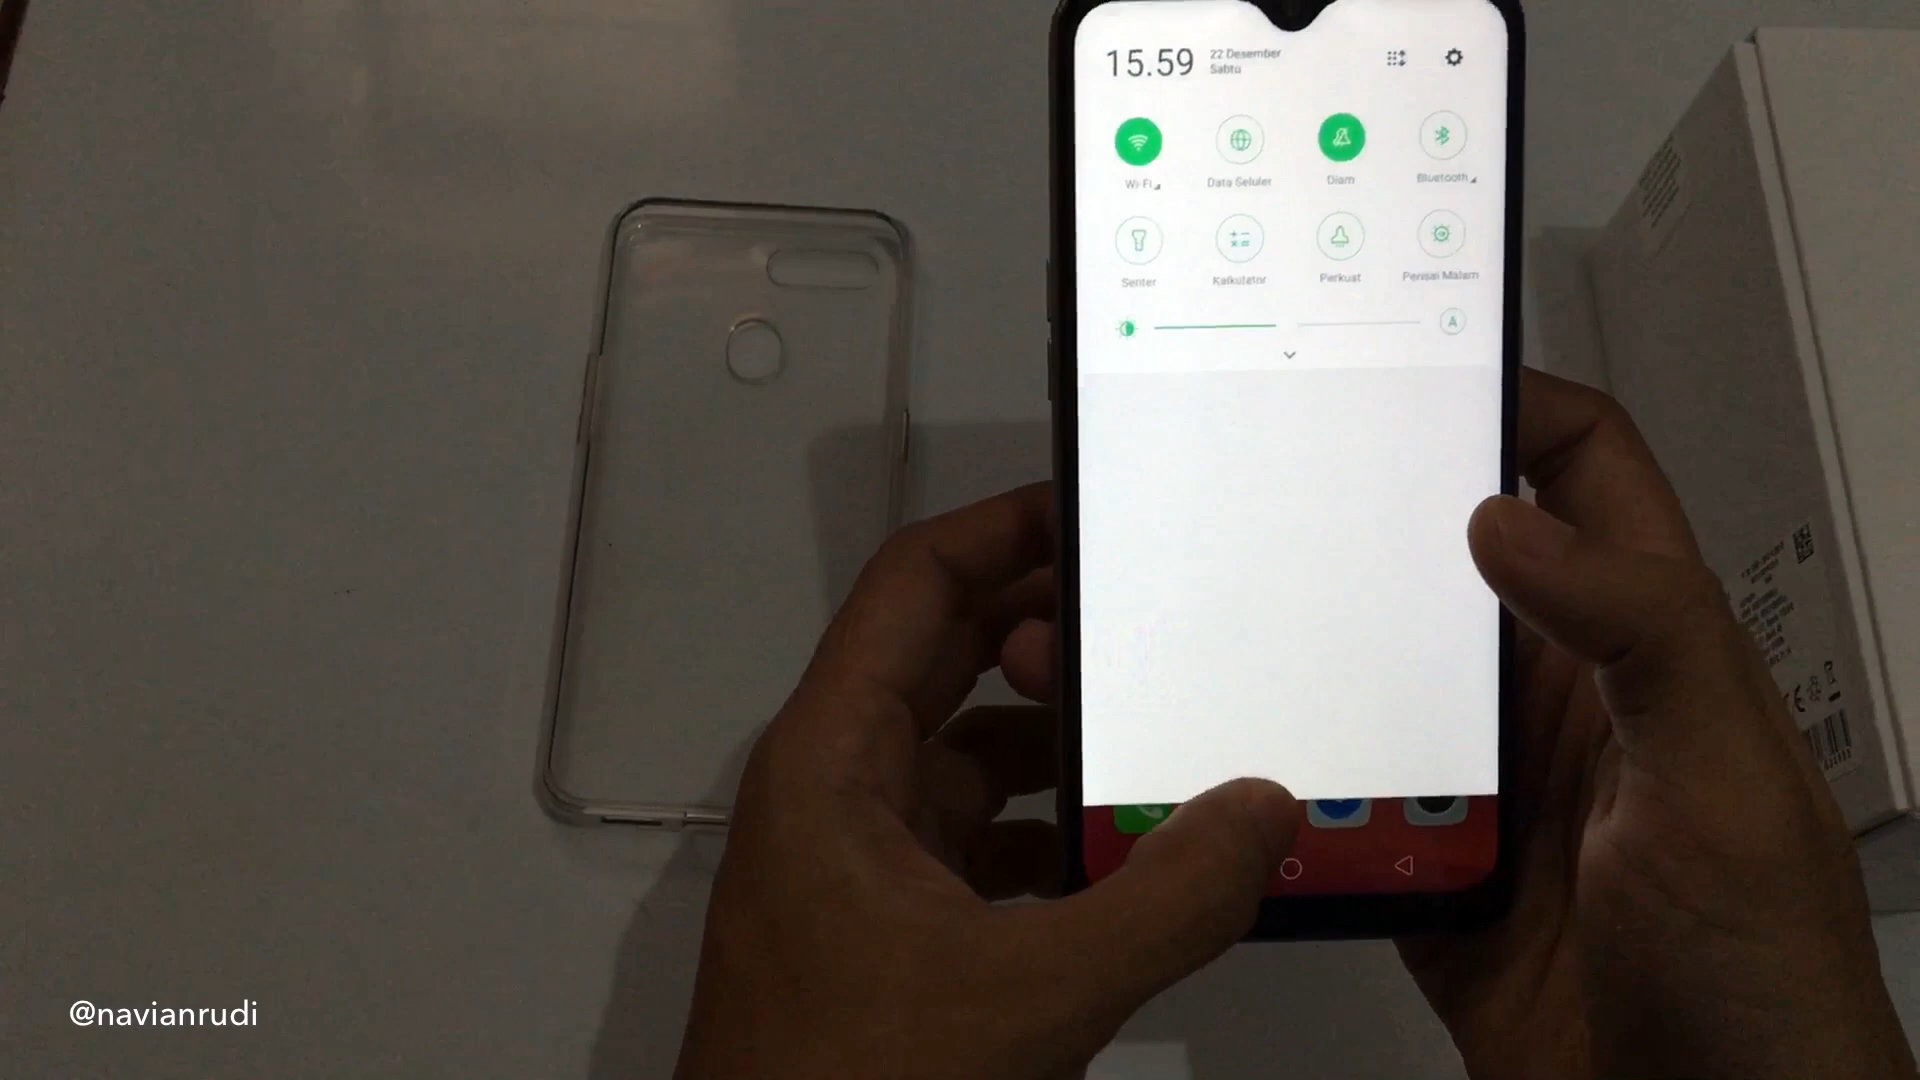 15.59
22 Desember
Sabtu
Wi-Fi
Data Seluler
Diam
Bluetooth
Senter
Kalkulator
Perkuat
Perisai Malam
A
@navianrudi